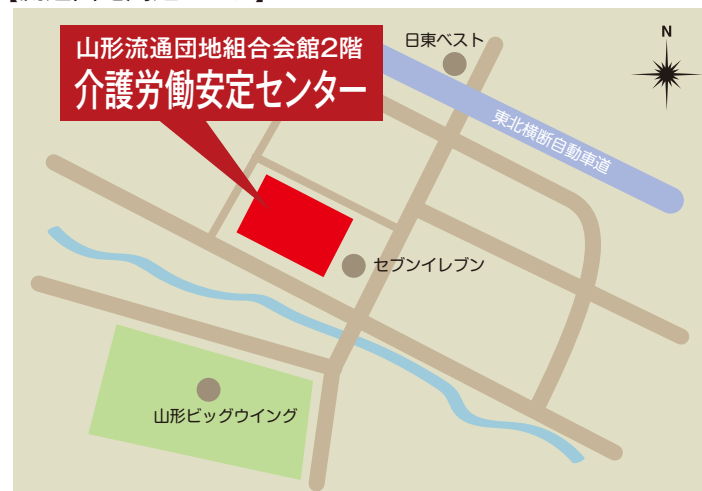 山形流通団地組合会館2階
介護労働安定センター
日東ベスト
N
東北横断自動車道
セブンイレブン
山形ビッグウイング